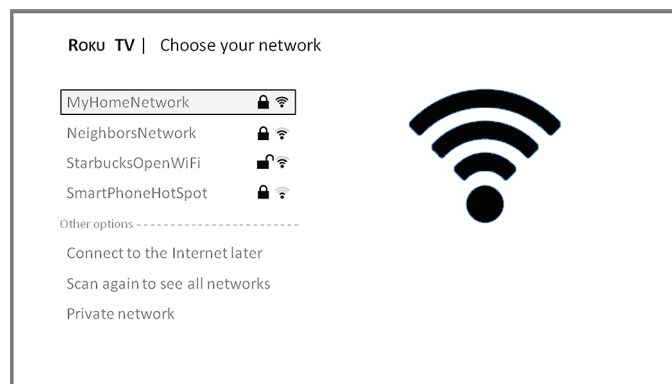 Roku TV | Choose your network
MyHomeNetwork
NeighborsNetwork
StarbucksOpenWiFi
SmartPhoneHotSpot
Other options
Connect to the Internet later
Scan again to see all networks
Private network